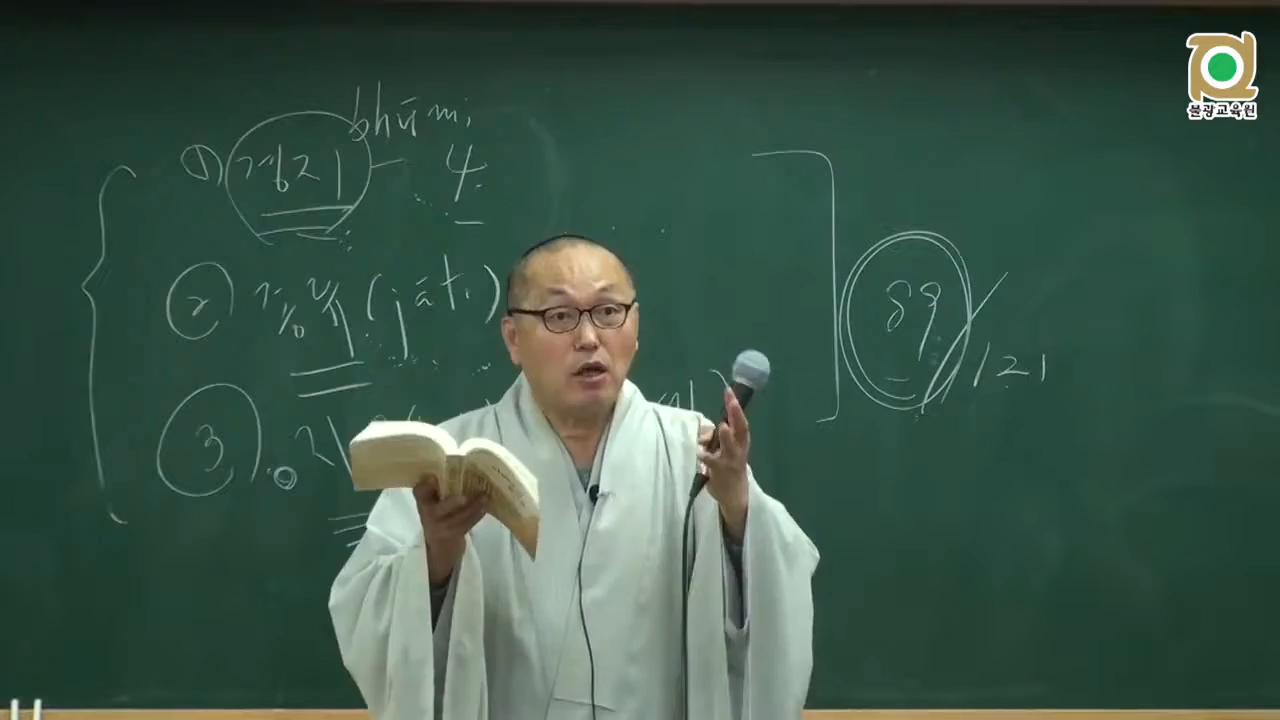 불광교육원
bhūmi
① 경지 - 4
② 종류 (jāti)
③
89/121